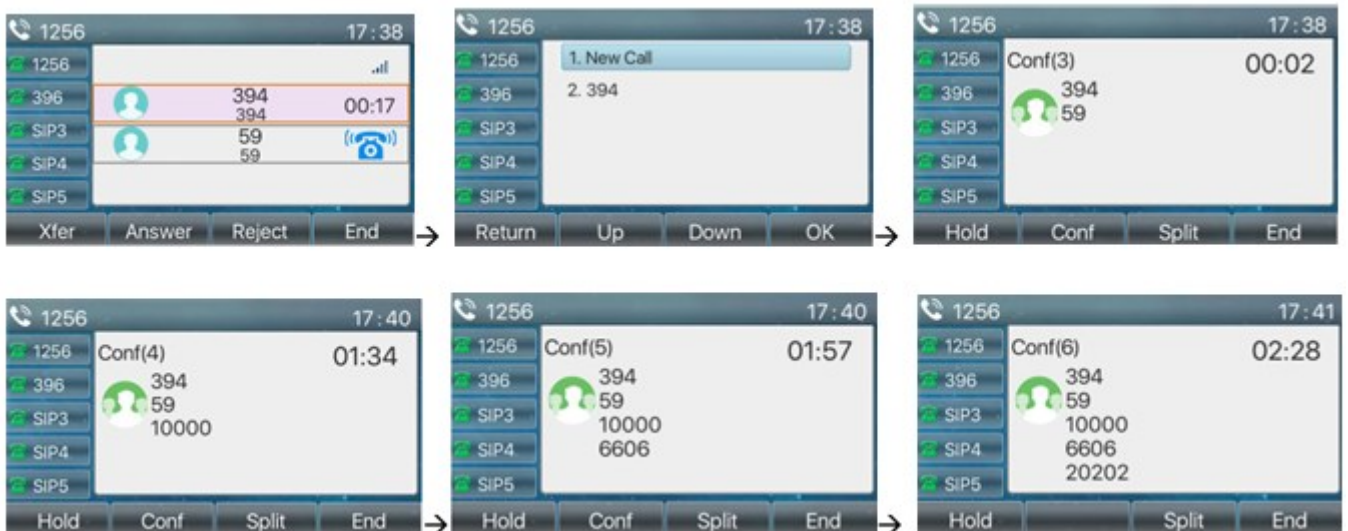 1256 17:38
1256
396
394
394
00:17
SIP3
59
59
SIP4
SIP5
Xfer Answer Reject End →
1256 17:38
1256
1. New Call
396
2. 394
SIP3
SIP4
SIP5
Return Up Down OK →
1256 17:38
1256
Conf(3) 00:02
396
394
59
SIP3
SIP4
SIP5
Hold Conf Split End
1256 17:40
1256
Conf(4) 01:34
396
394
59
10000
SIP3
SIP4
SIP5
Hold Conf Split End →
1256 17:40
1256
Conf(5) 01:57
396
394
59
10000
6606
SIP3
SIP4
SIP5
Hold Conf Split End →
1256 17:41
1256
Conf(6) 02:28
396
394
59
10000
6606
20202
SIP3
SIP4
SIP5
Hold Split End